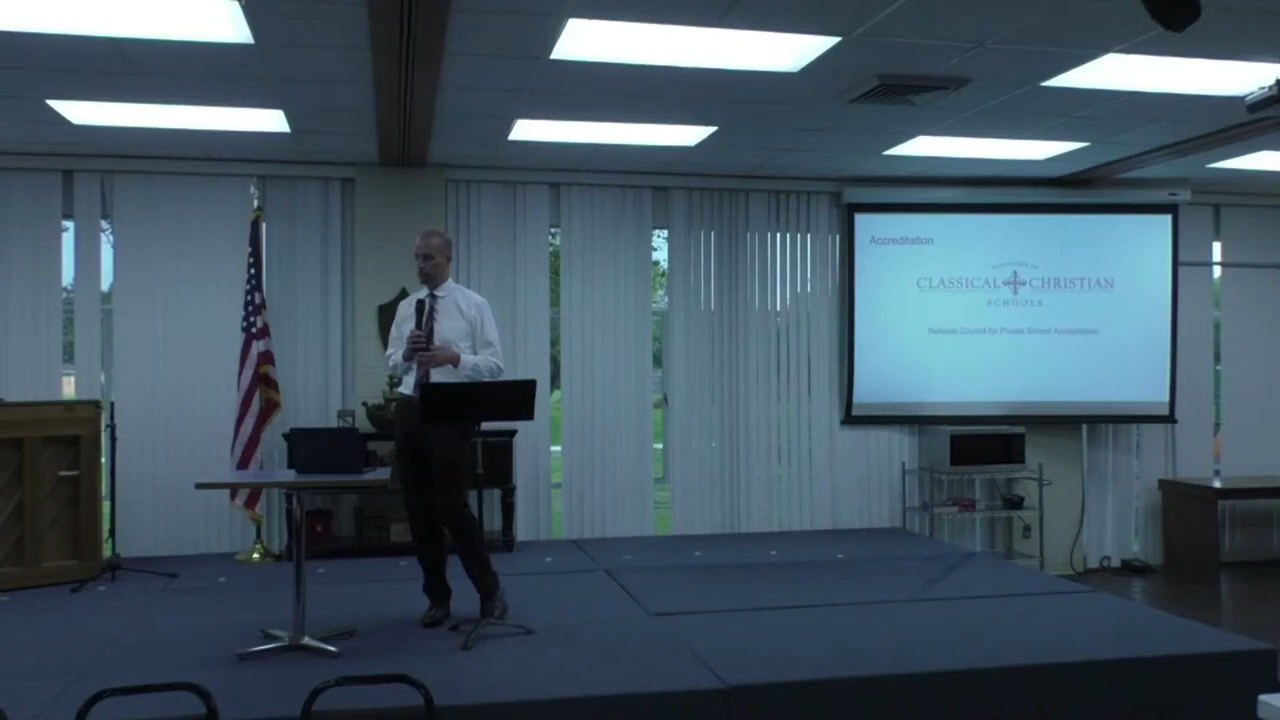 Accreditation
CLASSICAL CHRISTIAN
SCHOOLS
National Council for Private School Accreditation